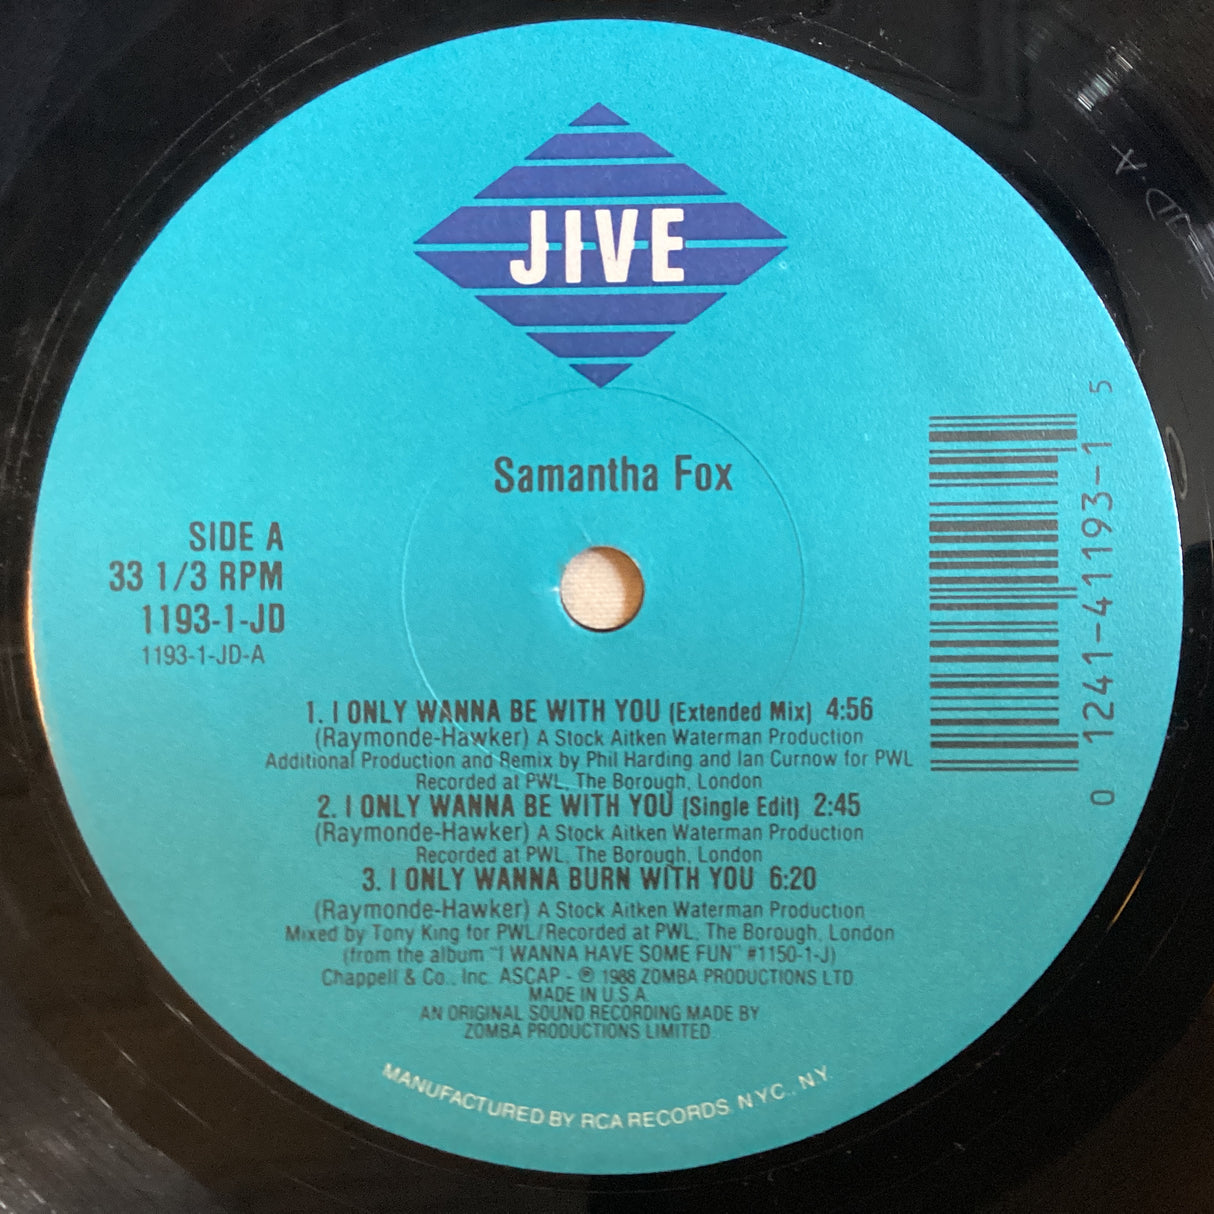 JIVE
Samantha Fox
SIDE A
33 1/3 RPM
1193-1-JD
1193-1-JD-A
0 1241-41193-1 5
1. I ONLY WANNA BE WITH YOU (Extended Mix) 4:56
(Raymonde-Hawker) A Stock Aitken Waterman Production
Additional Production and Remix by Phil Harding and Ian Curnow for PWL
Recorded at PWL, The Borough, London
2. I ONLY WANNA BE WITH YOU (Single Edit) 2:45
(Raymonde-Hawker) A Stock Aitken Waterman Production
Recorded at PWL, The Borough, London
3. I ONLY WANNA BURN WITH YOU 6:20
(Raymonde-Hawker) A Stock Aitken Waterman Production
Mixed by Tony King for PWL/Recorded at PWL, The Borough, London
(from the album "I WANNA HAVE SOME FUN" #1150-1-J)
Chappell & Co., Inc. ASCAP - ℗ 1988 ZOMBA PRODUCTIONS LTD.
MADE IN U.S.A.
AN ORIGINAL SOUND RECORDING MADE BY
ZOMBA PRODUCTIONS LIMITED.
MANUFACTURED BY RCA RECORDS, N.Y.C., N.Y.